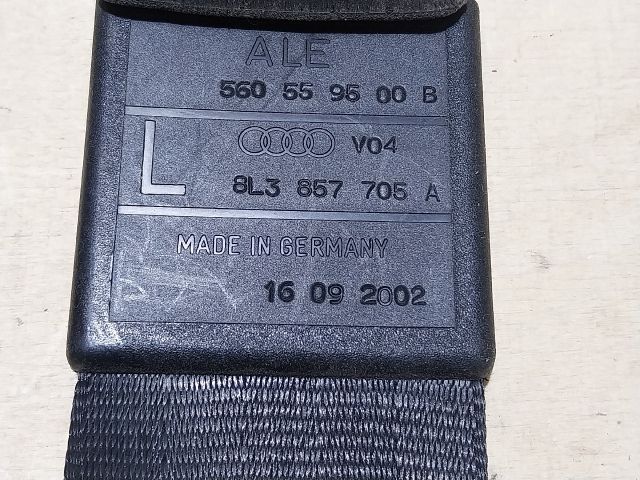 ALE
560 55 95 00 B
L V04
8L3 857 705 A
MADE IN GERMANY
16 09 2002